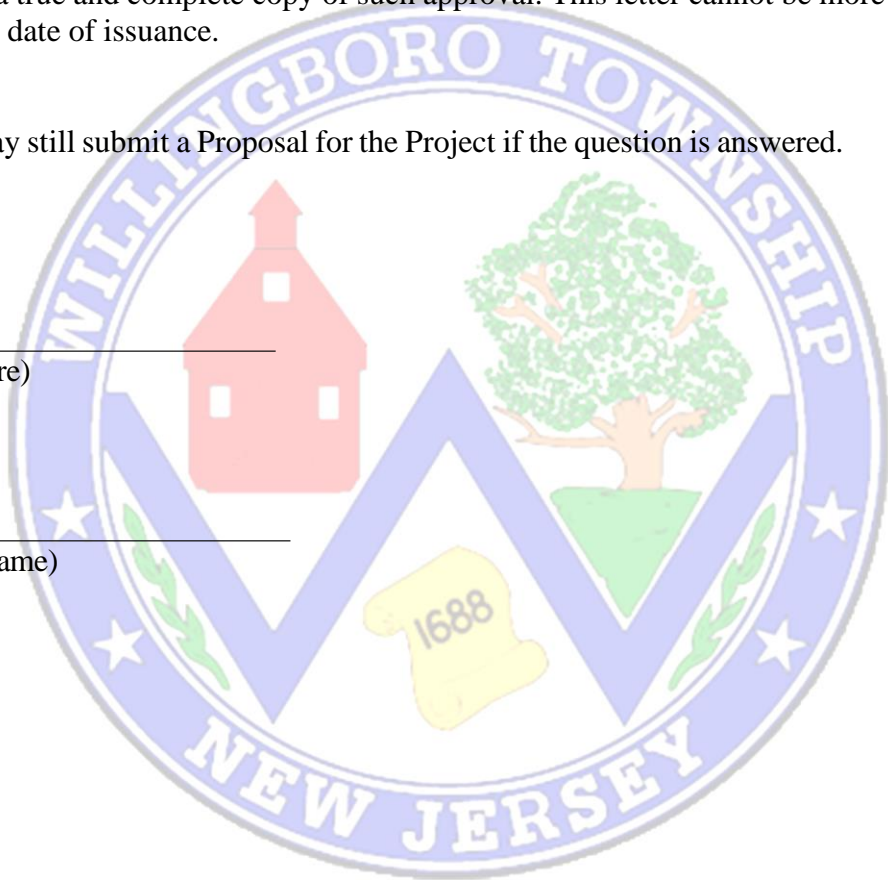 a true and complete copy of such approval. This letter cannot be more
date of issuance.
ay still submit a Proposal for the Project if the question is answered.
re)
ame)
WILLINGBORO TOWNSHIP
1688
NEW JERSEY